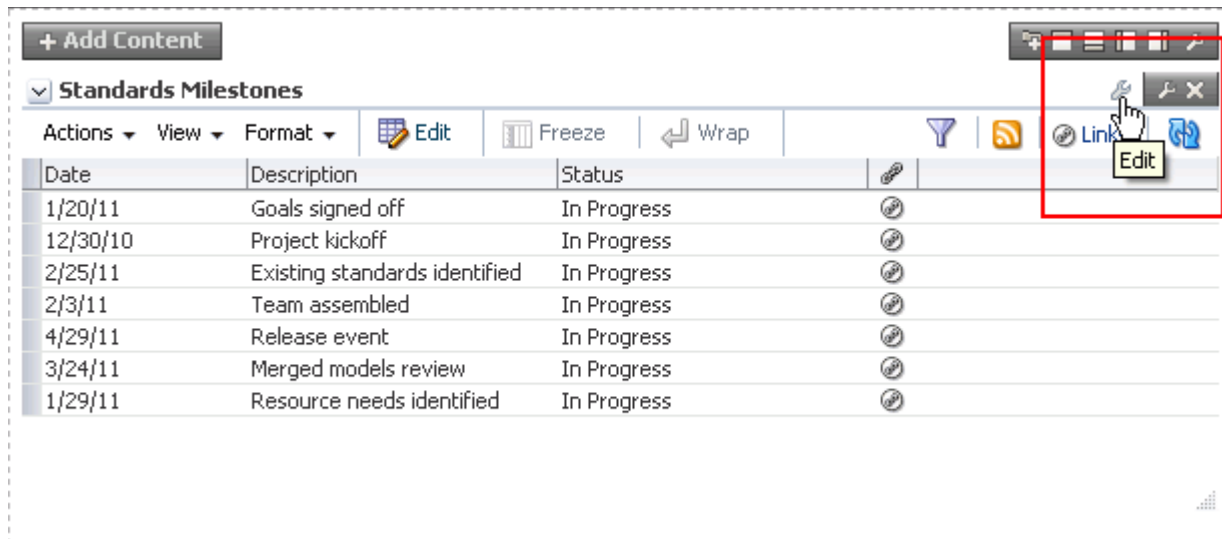 + Add Content
Standards Milestones
Actions View Format Edit Freeze Wrap Link
Edit
Date Description Status
1/20/11 Goals signed off In Progress
12/30/10 Project kickoff In Progress
2/25/11 Existing standards identified In Progress
2/3/11 Team assembled In Progress
4/29/11 Release event In Progress
3/24/11 Merged models review In Progress
1/29/11 Resource needs identified In Progress